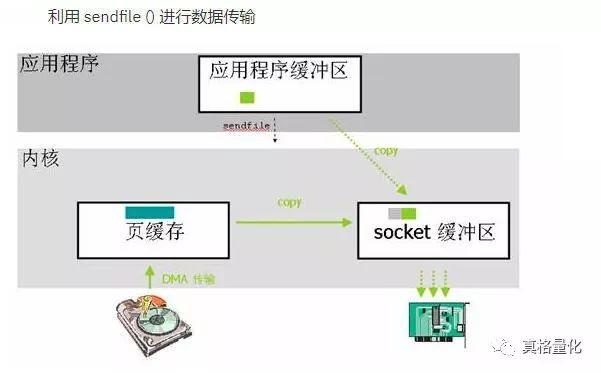 利用 sendfile () 进行数据传输
应用程序
应用程序缓冲区
sendfile
copy
内核
copy
页缓存
socket 缓冲区
DMA 传输
真格量化